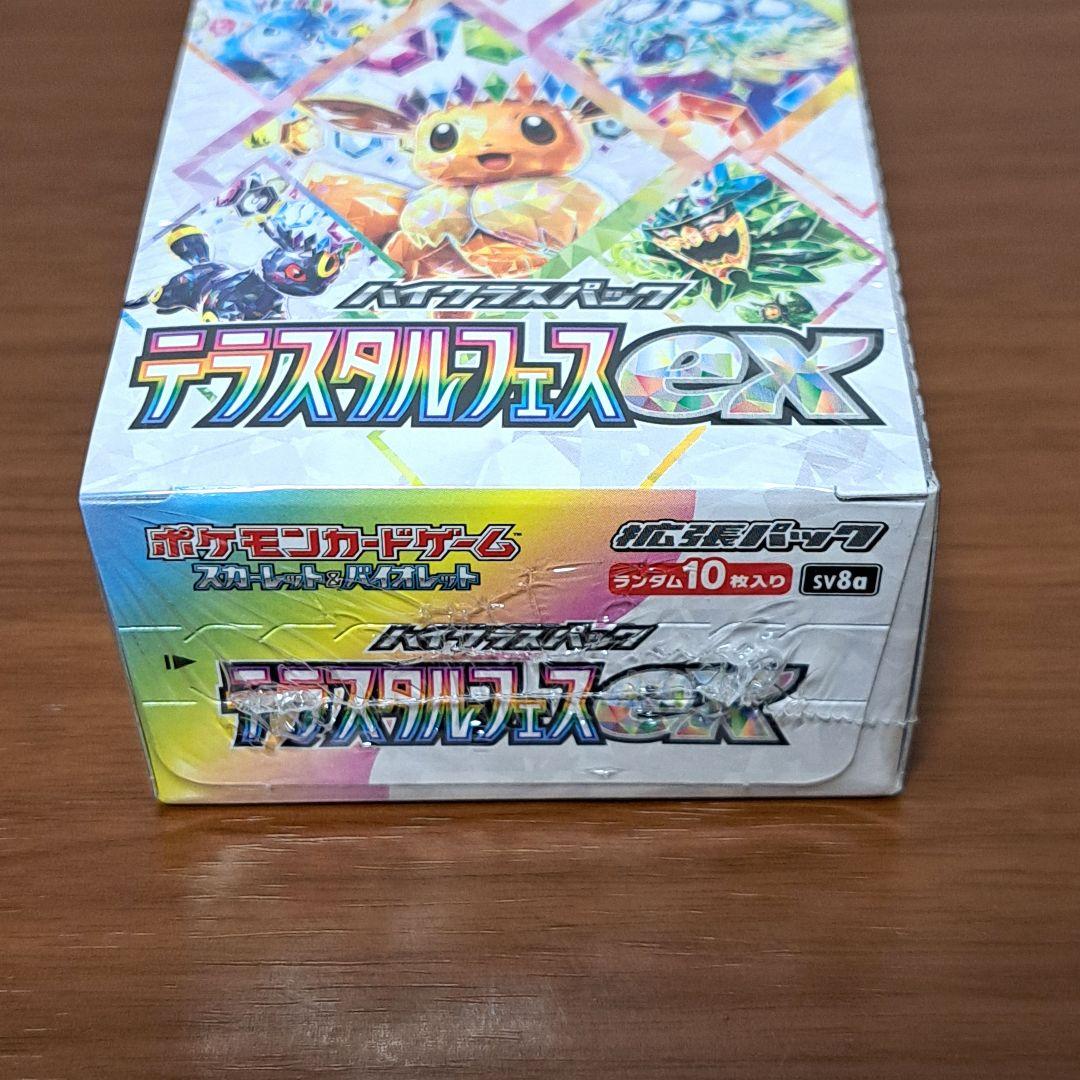 ハイクラスパック
テラスタルフェスex
ポケモンカードゲーム™
スカーレット&バイオレット
拡張パック
ランダム10枚入り sv8a
ハイクラスパック
テラスタルフェスex